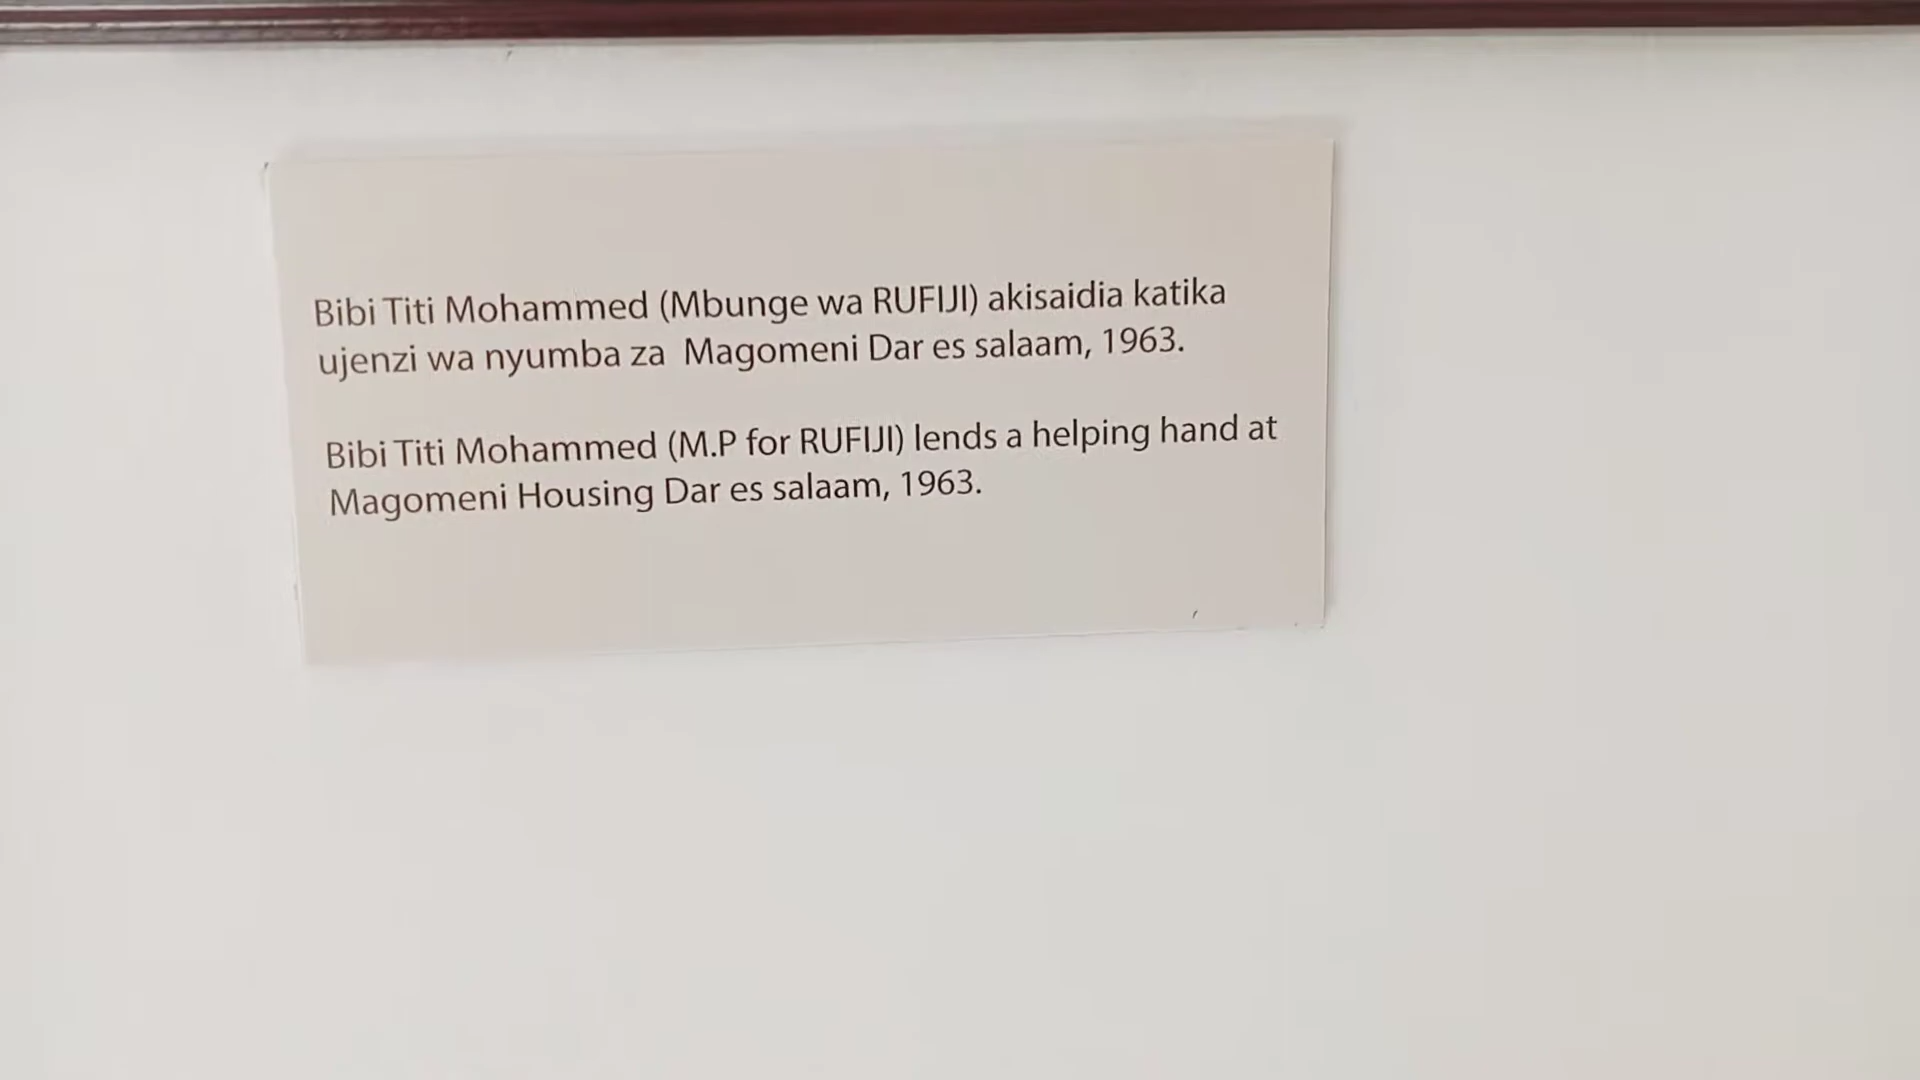 Bibi Titi Mohammed (Mbunge wa RUFIJI) akisaidia katika
ujenzi wa nyumba za Magomeni Dar es salaam, 1963.
Bibi Titi Mohammed (M.P for RUFIJI) lends a helping hand at
Magomeni Housing Dar es salaam, 1963.